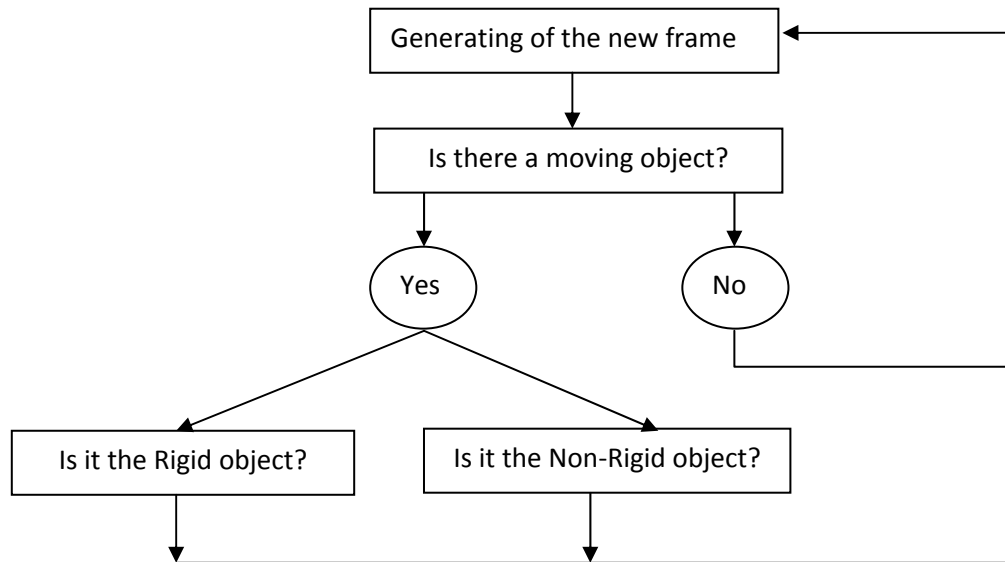 Generating of the new frame
Is there a moving object?
Yes
No
Is it the Rigid object?
Is it the Non-Rigid object?